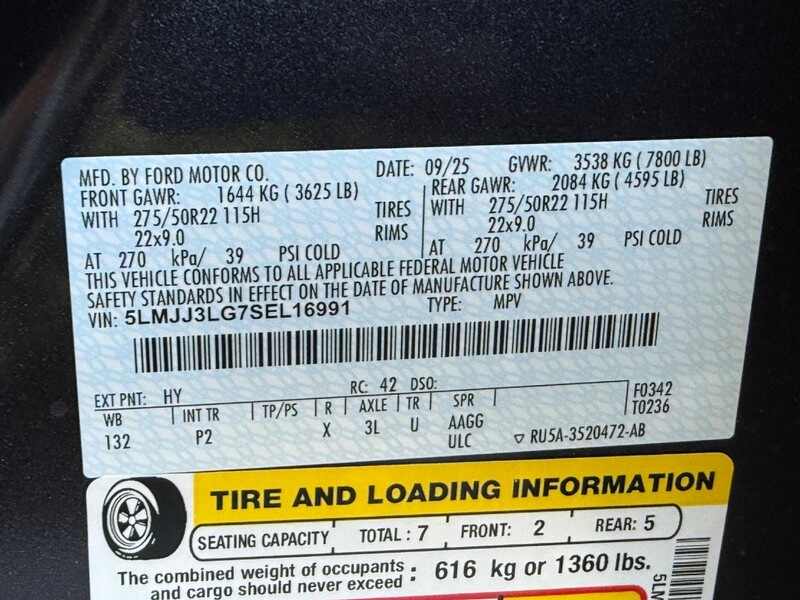 MFD. BY FORD MOTOR CO. DATE: 09/25 GVWR: 3538 KG ( 7800 LB)
FRONT GAWR: 1644 KG ( 3625 LB) REAR GAWR: 2084 KG ( 4595 LB)
WITH 275/50R22 115H TIRES WITH 275/50R22 115H TIRES
22x9.0 RIMS 22x9.0 RIMS
AT 270 kPa/ 39 PSI COLD AT 270 kPa/ 39 PSI COLD
THIS VEHICLE CONFORMS TO ALL APPLICABLE FEDERAL MOTOR VEHICLE
SAFETY STANDARDS IN EFFECT ON THE DATE OF MANUFACTURE SHOWN ABOVE.
VIN: 5LMJJ3LG7SEL16991 TYPE: MPV
EXT PNT: HY RC: 42 DSO: F0342
WB INT TR TP/PS R AXLE TR SPR T0236
132 P2 X 3L U AAGG
ULC ▽ RU5A-3520472-AB
TIRE AND LOADING INFORMATION
SEATING CAPACITY TOTAL : 7 FRONT: 2 REAR: 5
The combined weight of occupants
and cargo should never exceed : 616 kg or 1360 lbs.
5LM